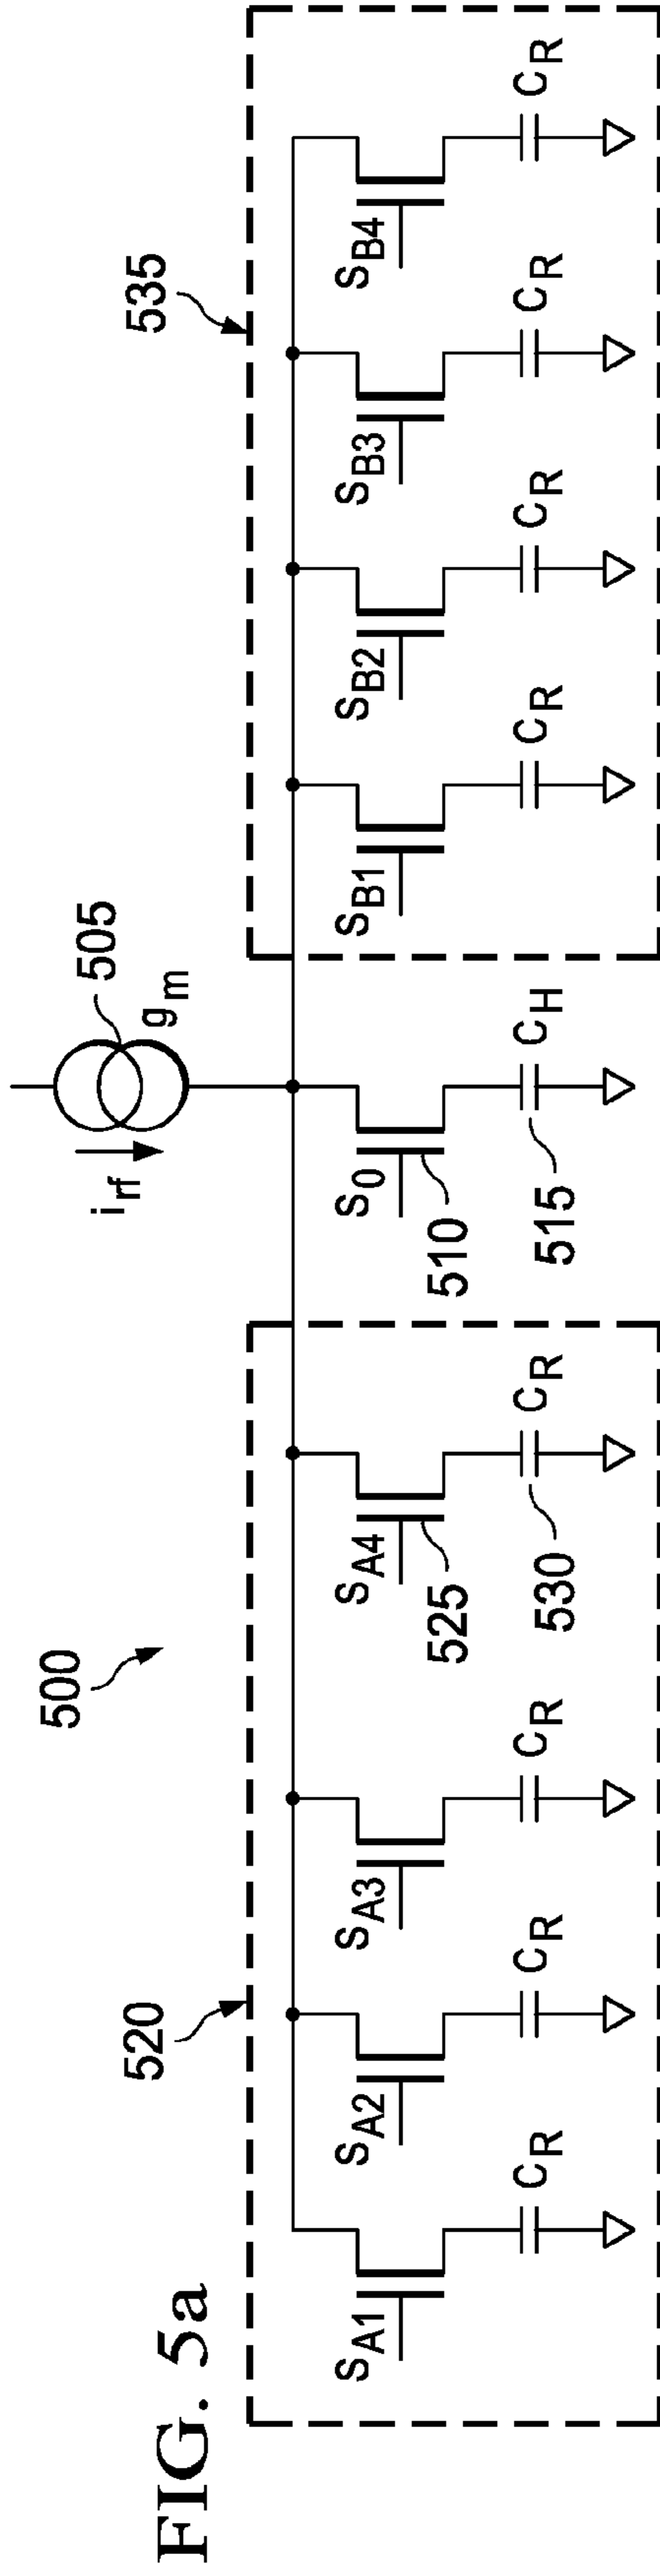 FIG. 5a
500
i_rf
505
g_m
520
535
S_A1
C_R
S_A2
C_R
S_A3
C_R
S_A4
525
C_R
530
S_0
510
C_H
515
S_B1
C_R
S_B2
C_R
S_B3
C_R
S_B4
C_R